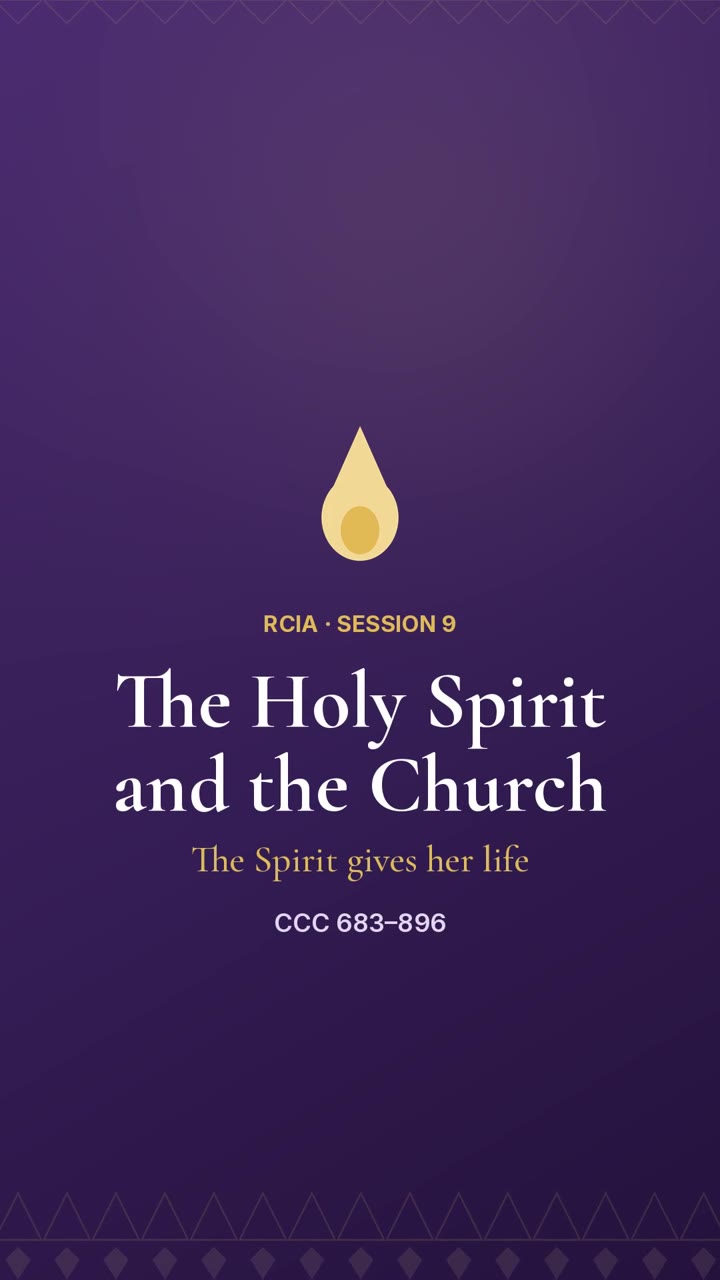 RCIA · SESSION 9
The Holy Spirit
and the Church
The Spirit gives her life
CCC 683–896